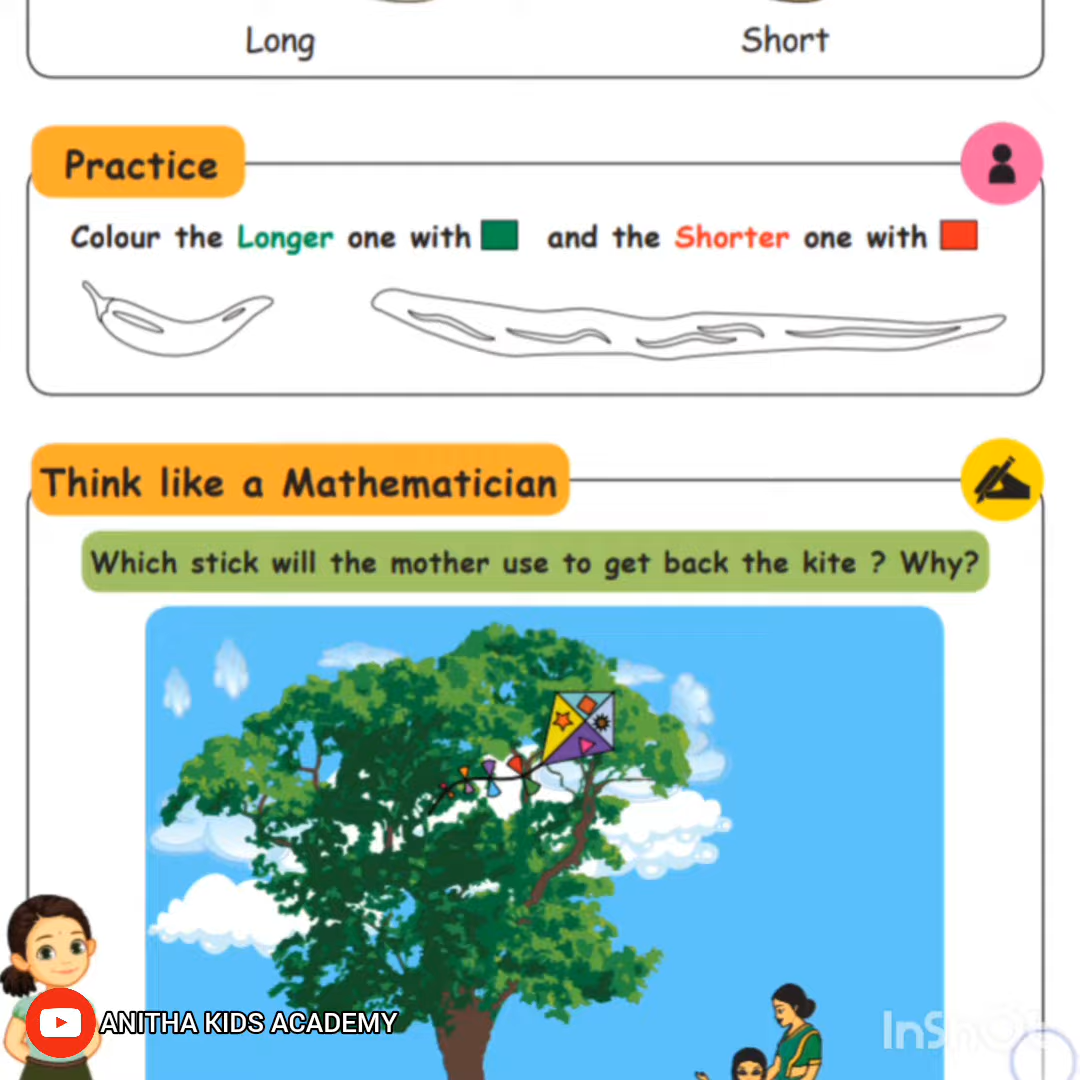 Long Short
Practice
Colour the Longer one with and the Shorter one with
Think like a Mathematician
Which stick will the mother use to get back the kite ? Why?
ANITHA KIDS ACADEMY
InShOt